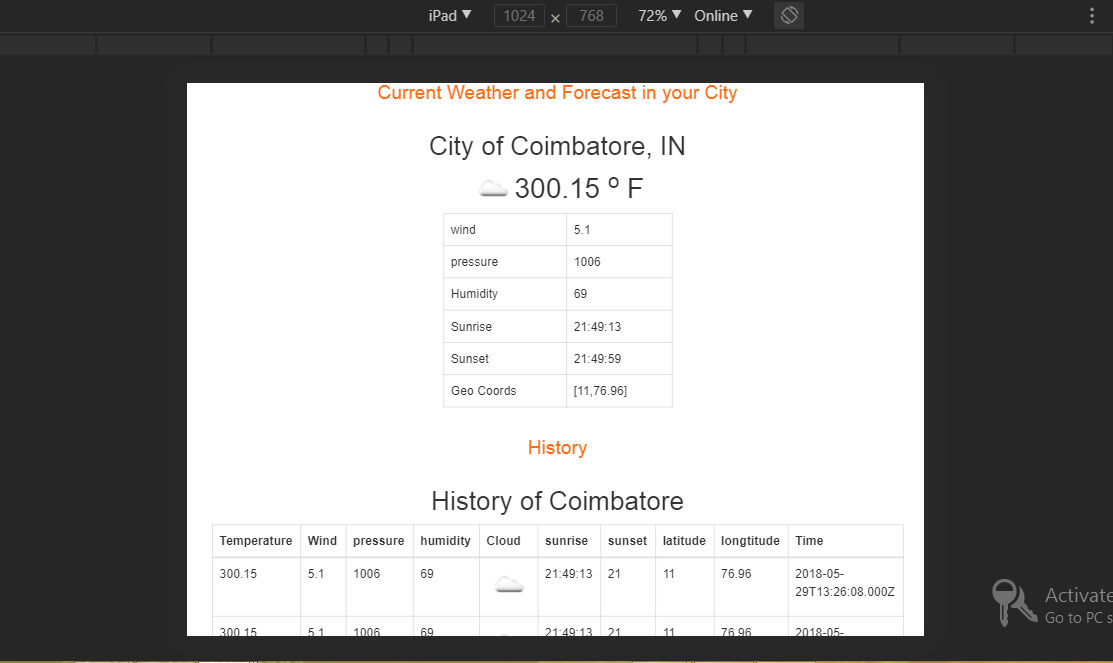 iPad ▼ 1024 × 768 72% ▼ Online ▼
Current Weather and Forecast in your City
City of Coimbatore, IN
300.15 º F
wind 5.1
pressure 1006
Humidity 69
Sunrise 21:49:13
Sunset 21:49:59
Geo Coords [11,76.96]
History
History of Coimbatore
Temperature Wind pressure humidity Cloud sunrise sunset latitude longtitude Time
300.15 5.1 1006 69 21:49:13 21 11 76.96 2018-05-
29T13:26:08.000Z
300.15 5.1 1006 69 21:49:13 21 11 76.96 2018-05-
Activate
Go to PC s